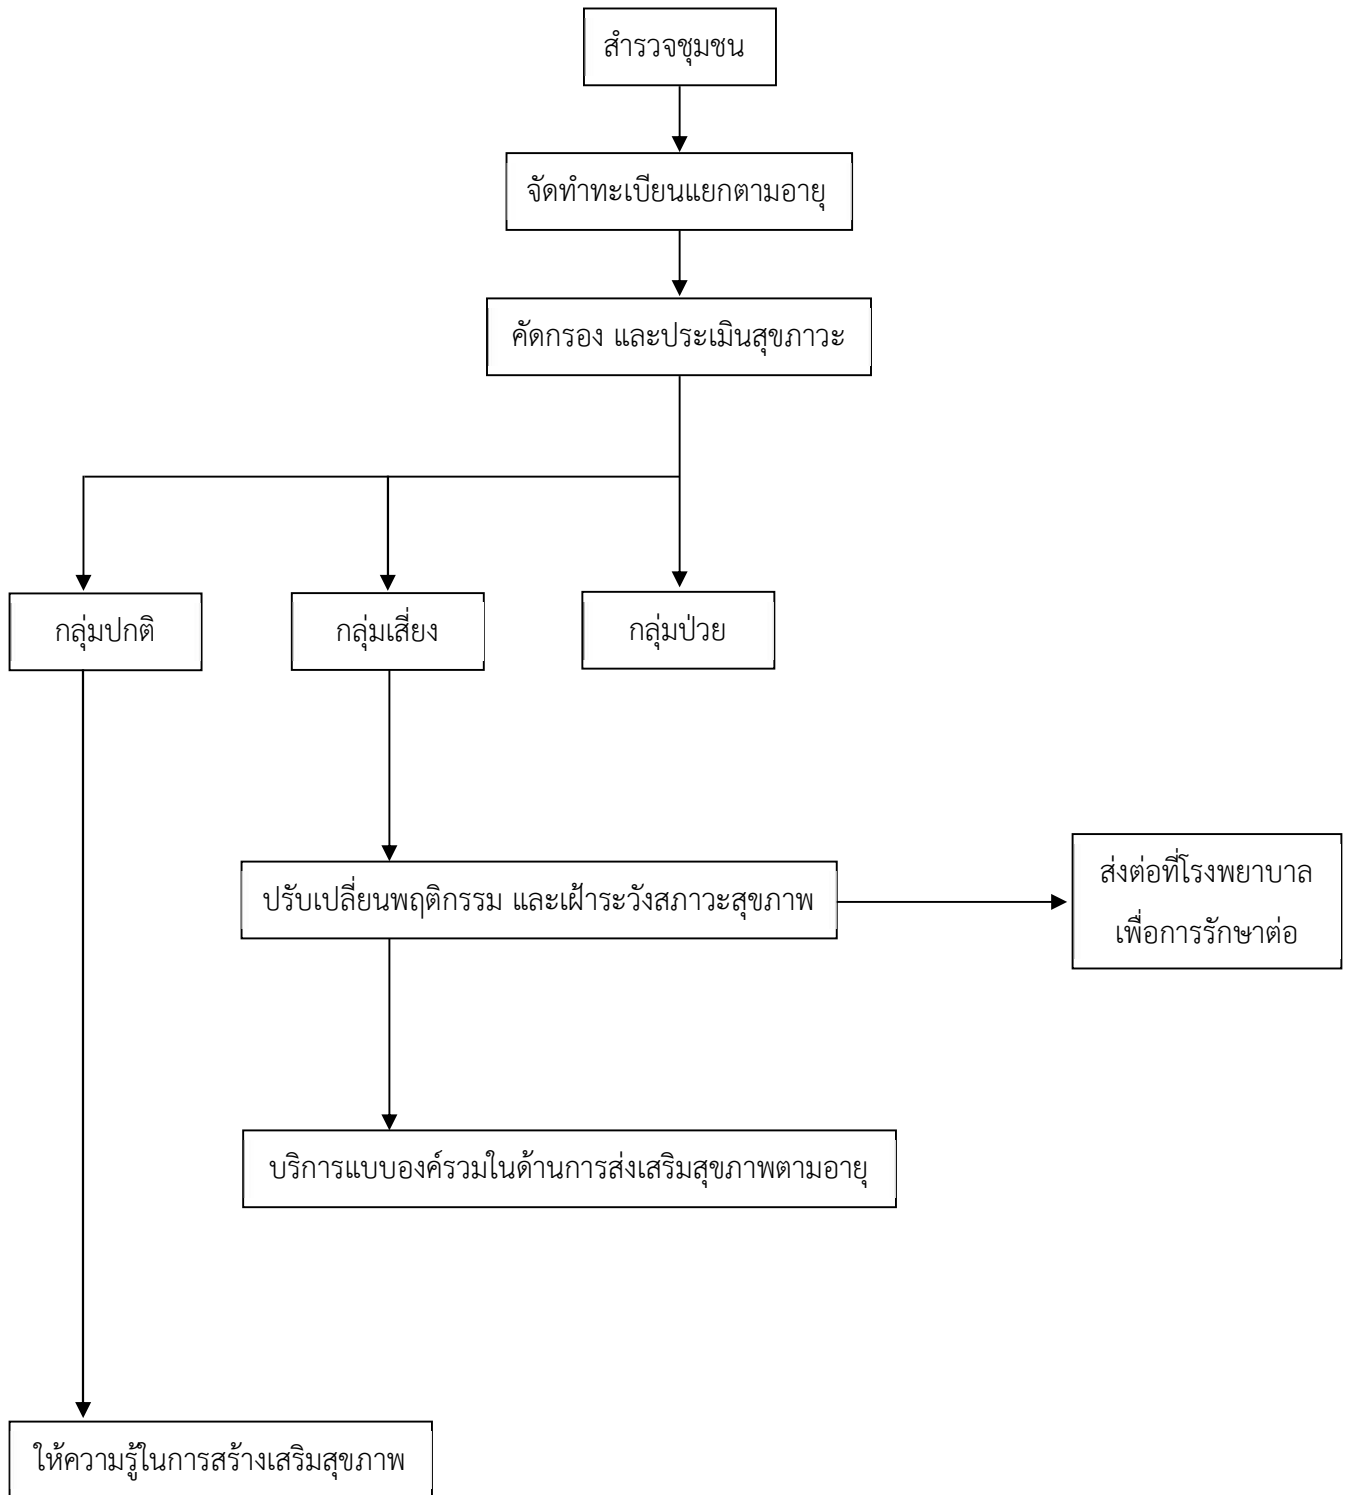 สำรวจชุมชน
จัดทำทะเบียนแยกตามอายุ
คัดกรอง และประเมินสุขภาวะ
กลุ่มปกติ
กลุ่มเสี่ยง
กลุ่มป่วย
ปรับเปลี่ยนพฤติกรรม และเฝ้าระวังสภาวะสุขภาพ
ส่งต่อที่โรงพยาบาล
เพื่อการรักษาต่อ
บริการแบบองค์รวมในด้านการส่งเสริมสุขภาพตามอายุ
ให้ความรู้ในการสร้างเสริมสุขภาพ